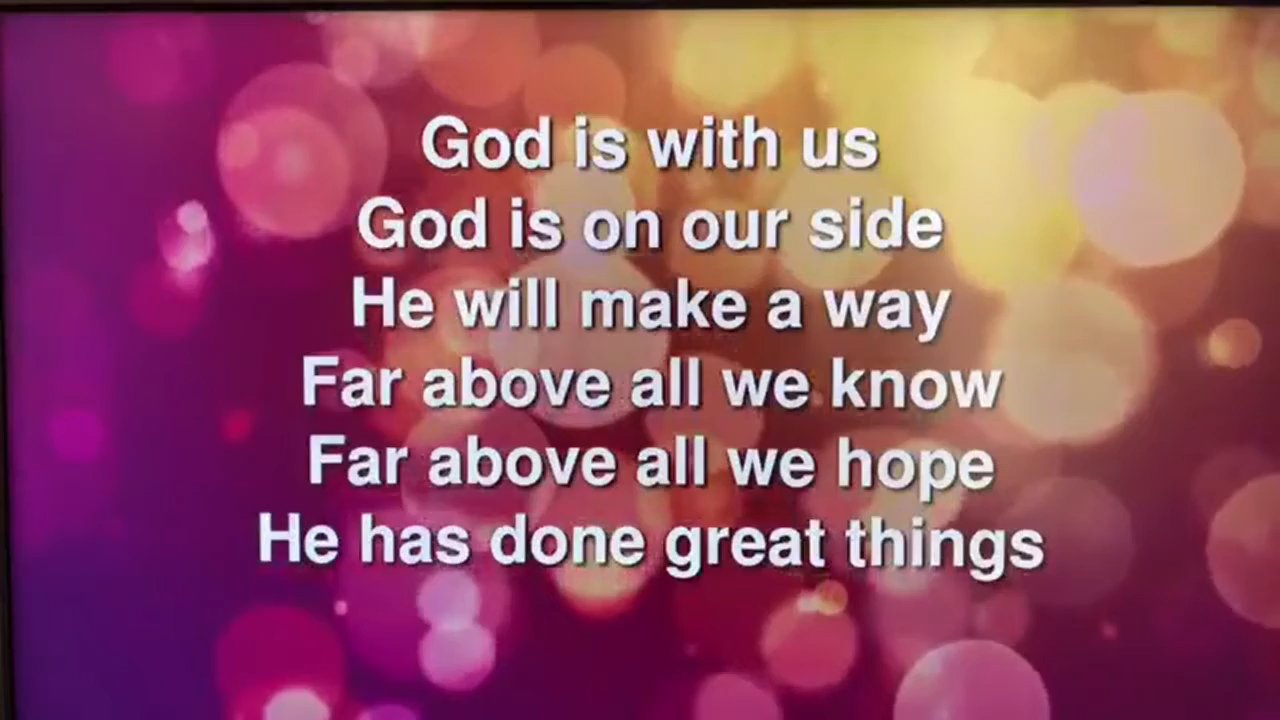 God is with us
God is on our side
He will make a way
Far above all we know
Far above all we hope
He has done great things